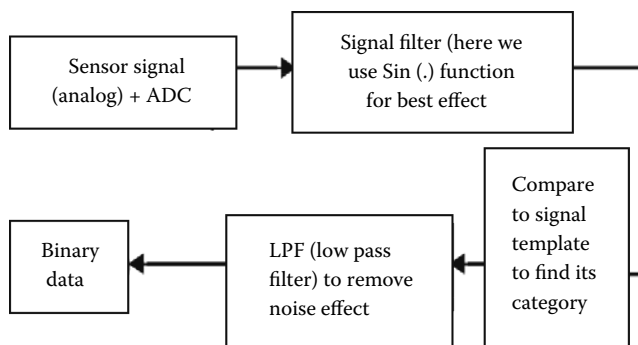 Sensor signal
(analog) + ADC
Signal filter (here we
use Sin (.) function
for best effect
Compare
to signal
template
to find its
category
LPF (low pass
filter) to remove
noise effect
Binary
data